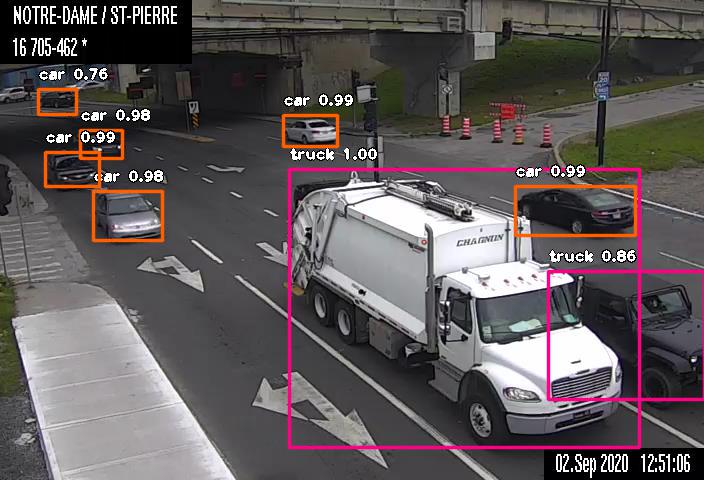 NOTRE-DAME / ST-PIERRE
16 705-462 *
car 0.76
car 0.98
car 0.99
car 0.99
car 0.98
truck 1.00
car 0.99
CHAGNON
truck 0.86
02.Sep 2020 12:51:06